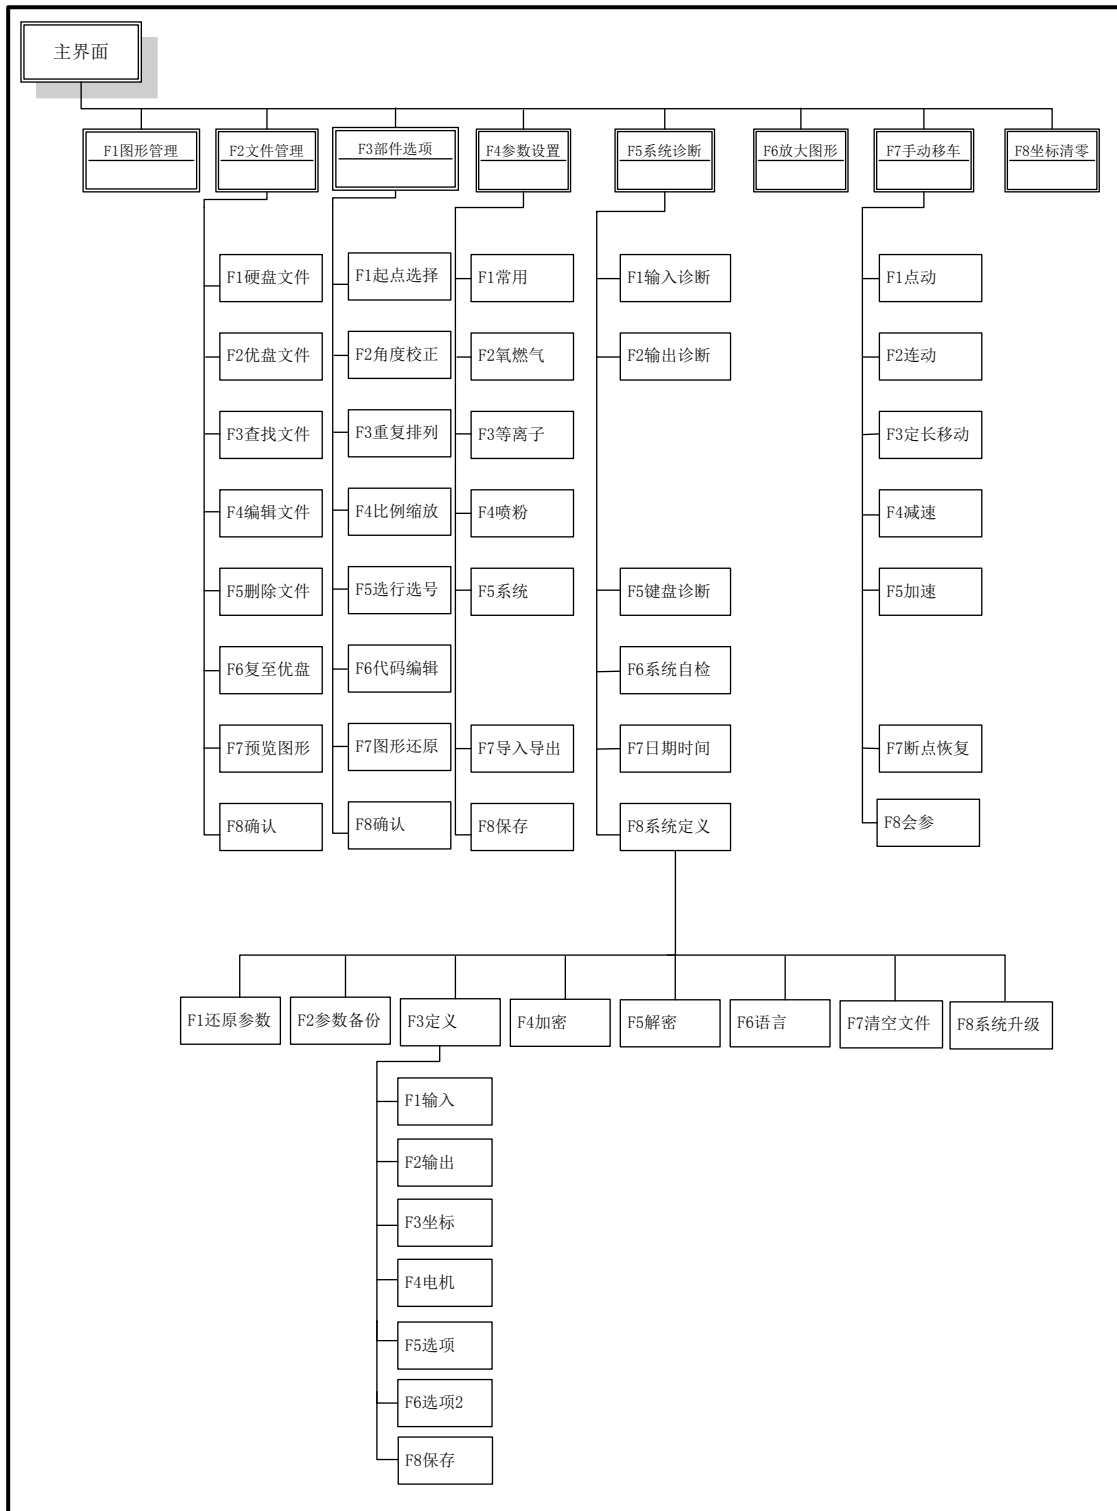 主界面
F1图形管理
F2文件管理
F3部件选项
F4参数设置
F5系统诊断
F6放大图形
F7手动移车
F8坐标清零
F1硬盘文件
F2优盘文件
F3查找文件
F4编辑文件
F5删除文件
F6复至优盘
F7预览图形
F8确认
F1起点选择
F2角度校正
F3重复排列
F4比例缩放
F5选行选号
F6代码编辑
F7图形还原
F8确认
F1常用
F2氧燃气
F3等离子
F4喷粉
F5系统
F7导入导出
F8保存
F1输入诊断
F2输出诊断
F5键盘诊断
F6系统自检
F7日期时间
F8系统定义
F1点动
F2连动
F3定长移动
F4减速
F5加速
F7断点恢复
F8会参
F1还原参数
F2参数备份
F3定义
F4加密
F5解密
F6语言
F7清空文件
F8系统升级
F1输入
F2输出
F3坐标
F4电机
F5选项
F6选项2
F8保存